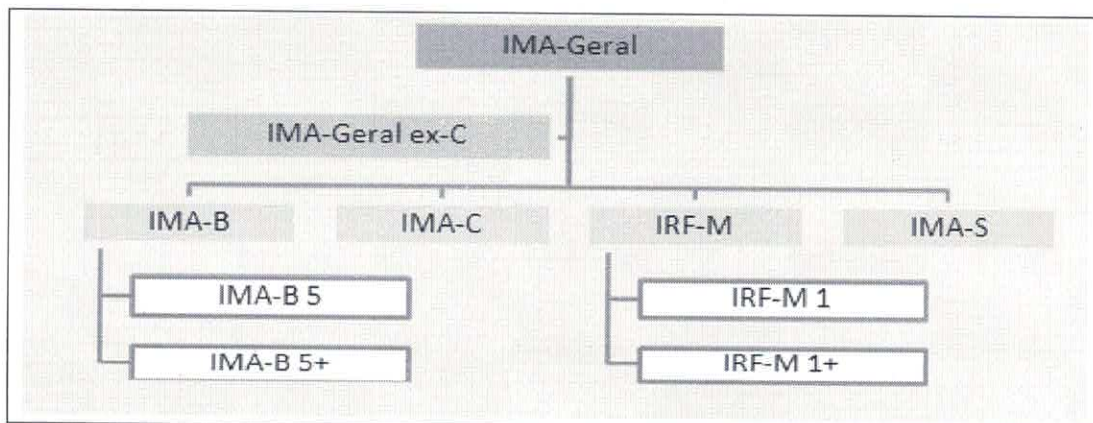 IMA-Geral
IMA-Geral ex-C
IMA-B IMA-C IRF-M IMA-S
IMA-B 5 IRF-M 1
IMA-B 5+ IRF-M 1+